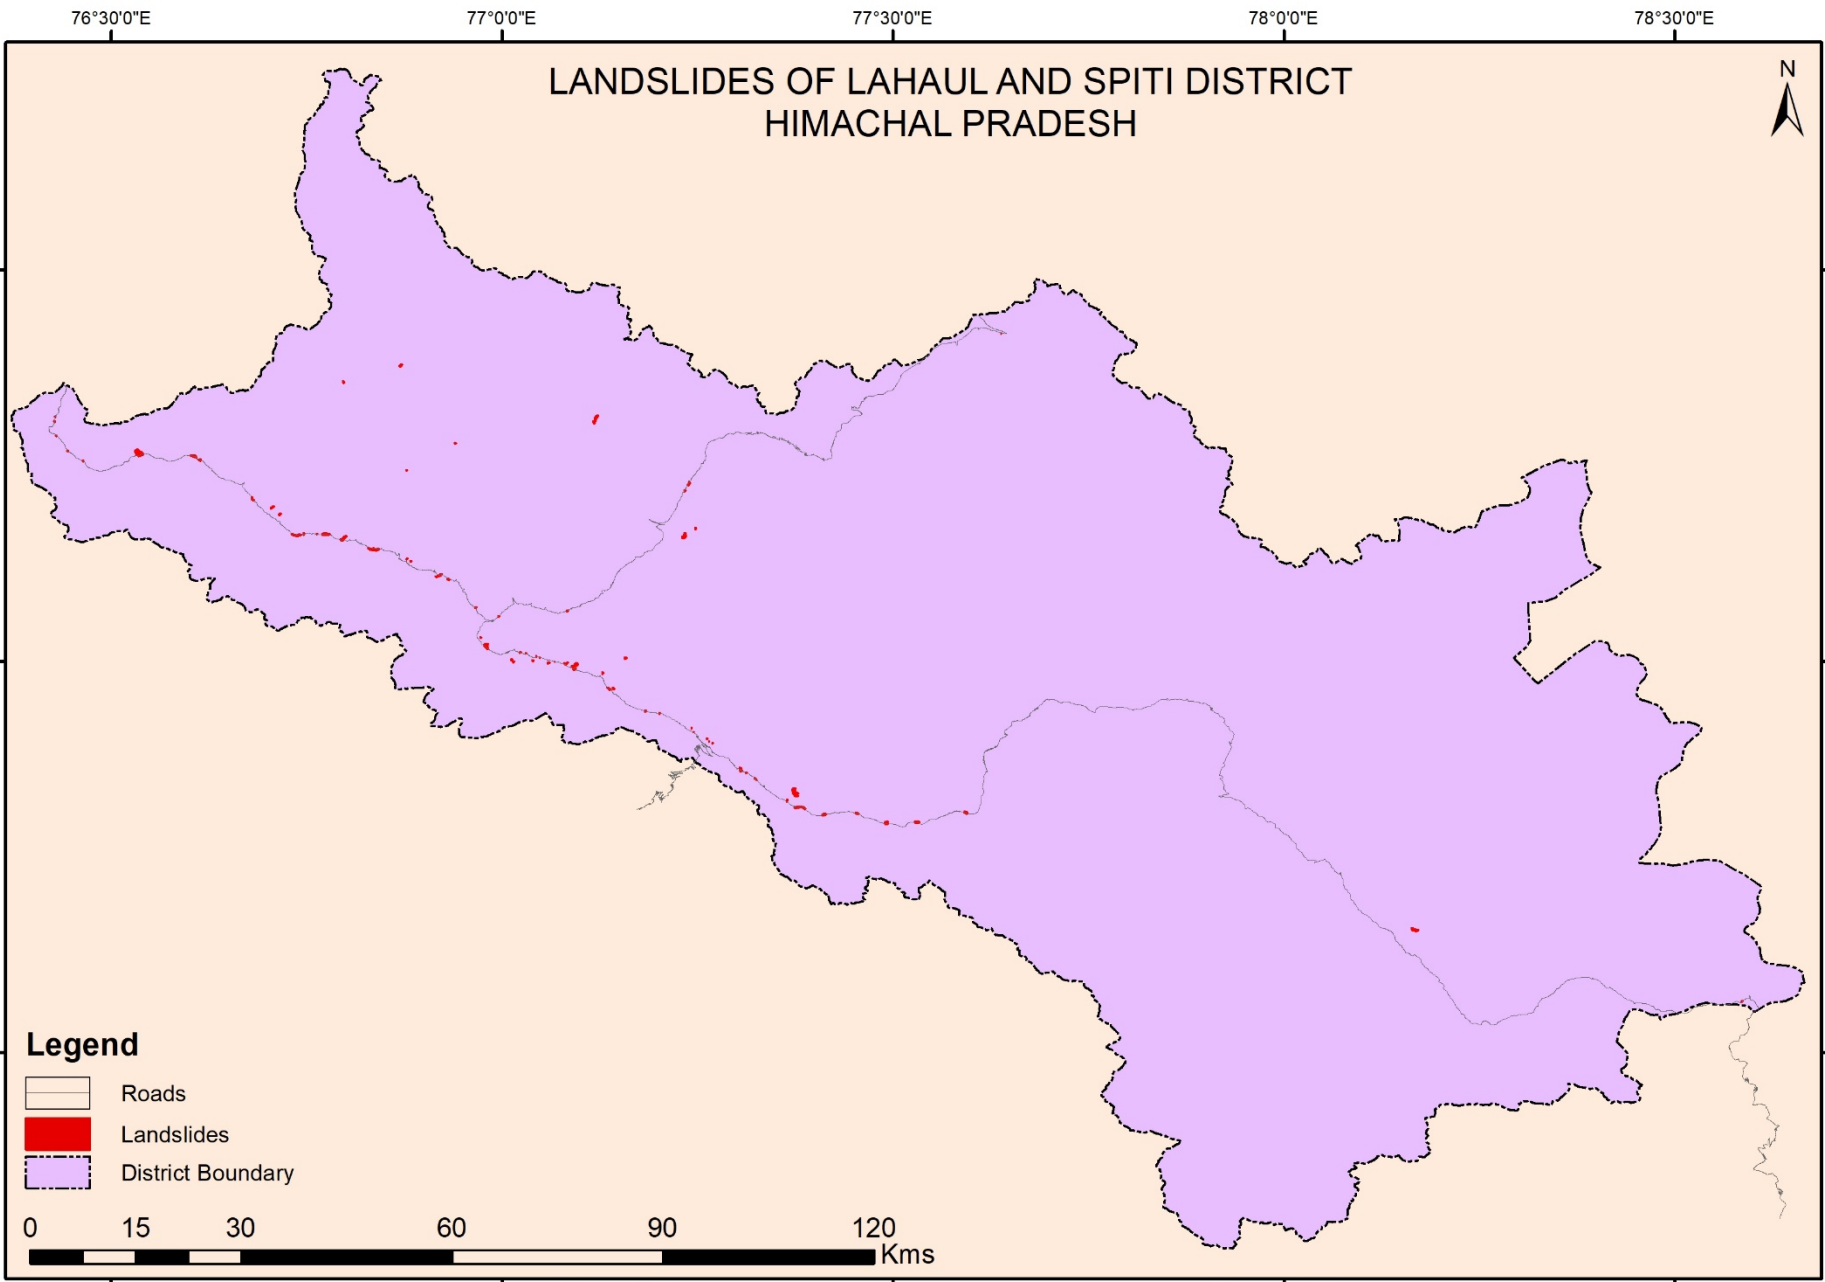 76°30'0"E 77°0'0"E 77°30'0"E 78°0'0"E 78°30'0"E
LANDSLIDES OF LAHAUL AND SPITI DISTRICT
HIMACHAL PRADESH
N
Legend
Roads
Landslides
District Boundary
0 15 30 60 90 120
Kms